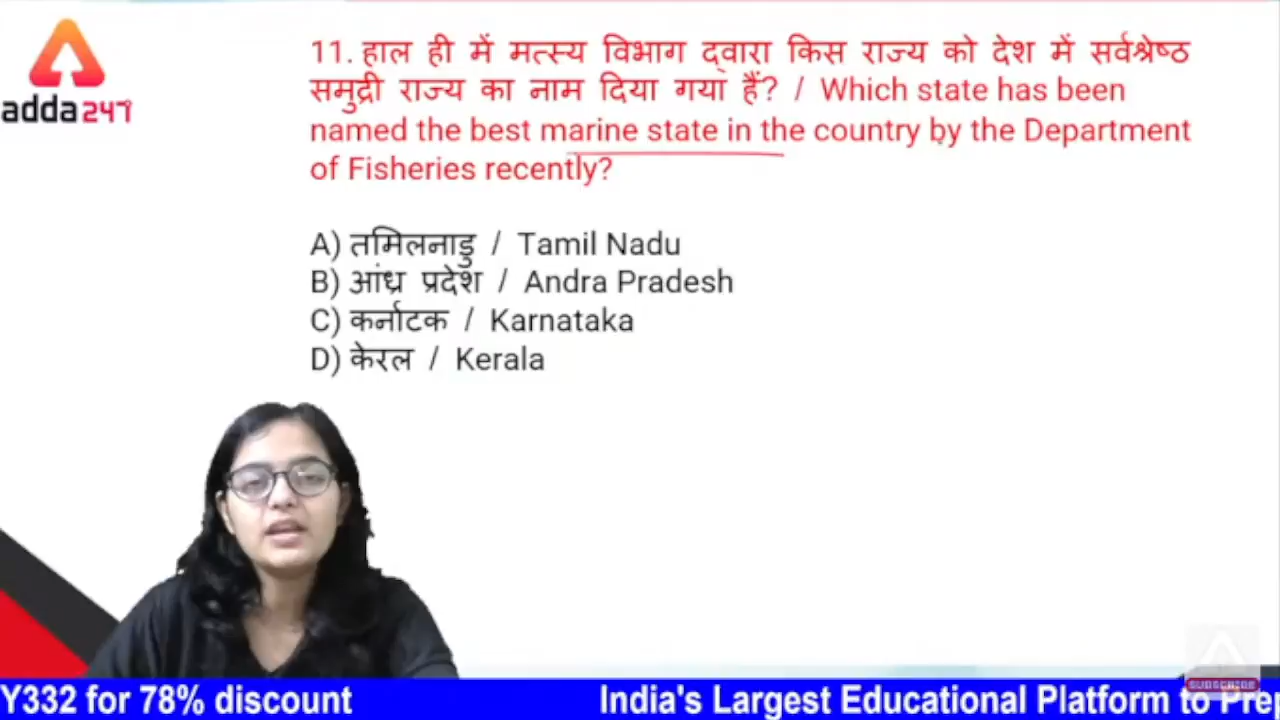 adda247
11. हाल ही में मत्स्य विभाग द्वारा किस राज्य को देश में सर्वश्रेष्ठ
समुद्री राज्य का नाम दिया गया हैं? / Which state has been
named the best marine state in the country by the Department
of Fisheries recently?
A) तमिलनाडु / Tamil Nadu
B) आंध्र प्रदेश / Andra Pradesh
C) कर्नाटक / Karnataka
D) केरल / Kerala
SUBSCRIBE
Y332 for 78% discount India's Largest Educational Platform to Prep